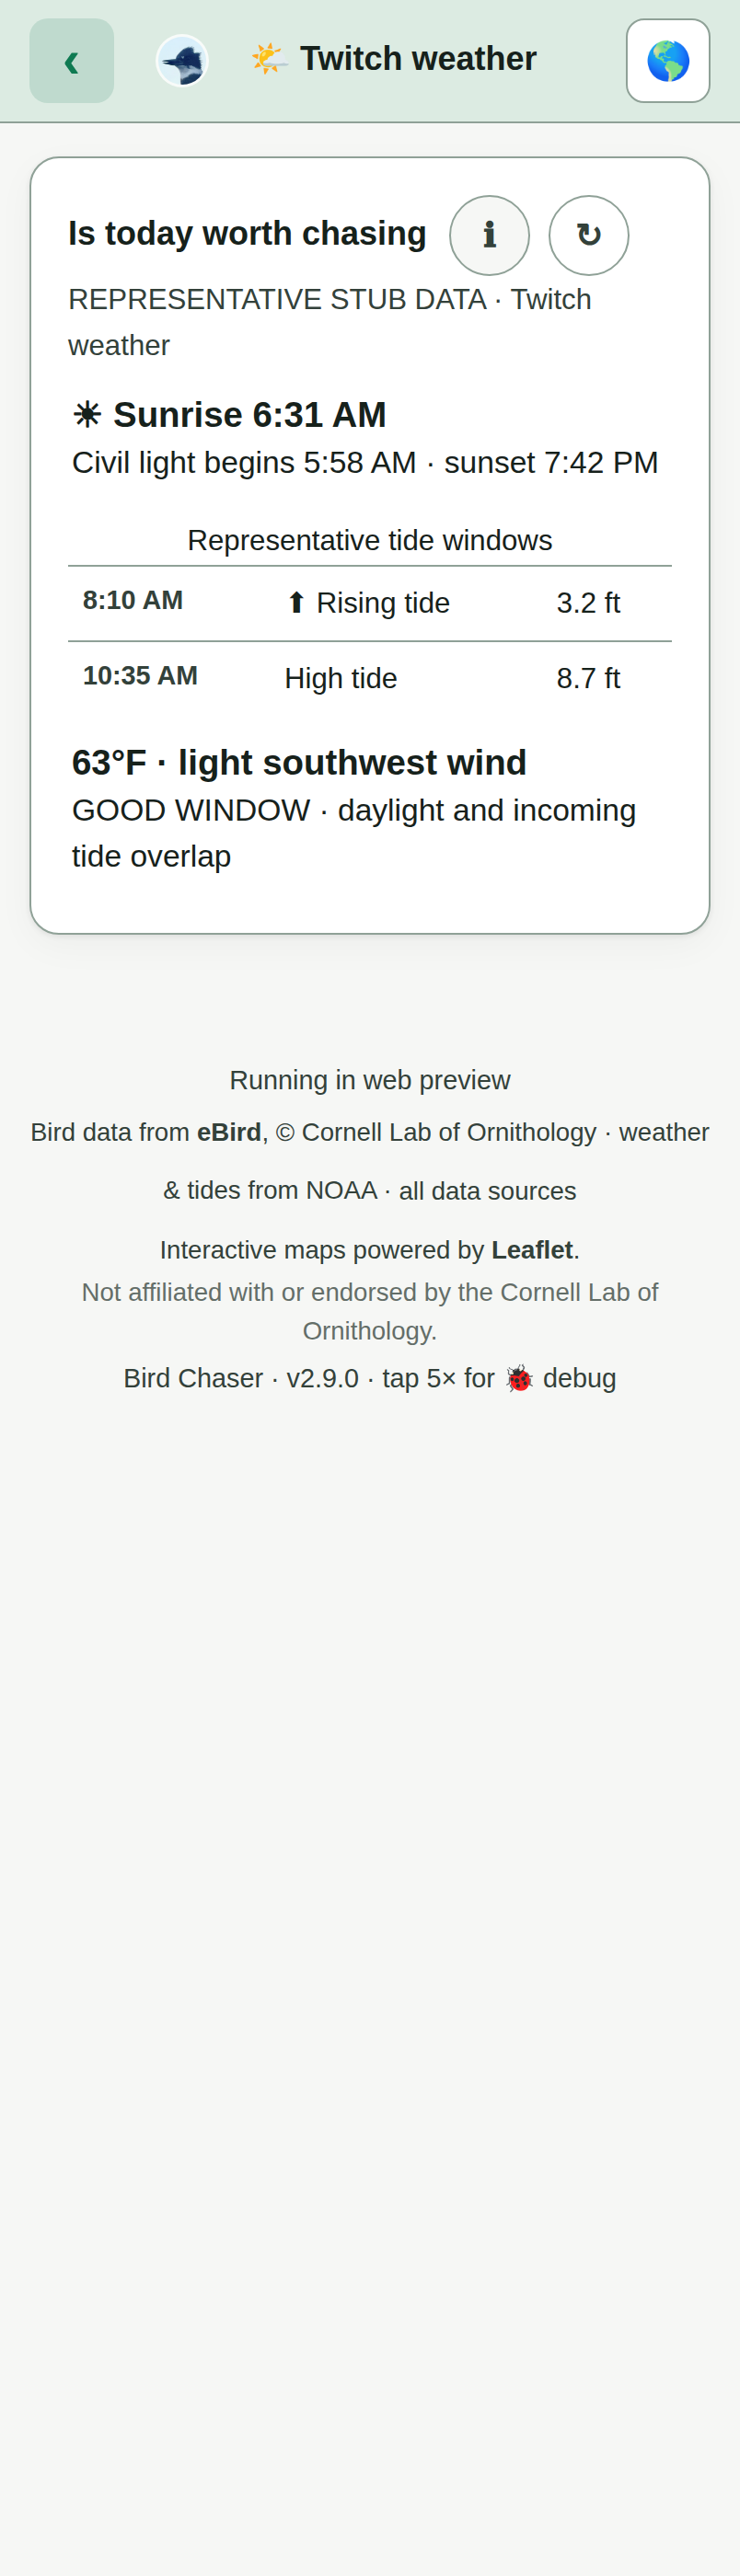 ‹
🌤️ Twitch weather
Is today worth chasing ℹ ↻
REPRESENTATIVE STUB DATA · Twitch
weather
☀ Sunrise 6:31 AM
Civil light begins 5:58 AM · sunset 7:42 PM
Representative tide windows
8:10 AM ⬆ Rising tide 3.2 ft
10:35 AM High tide 8.7 ft
63°F · light southwest wind
GOOD WINDOW · daylight and incoming
tide overlap
Running in web preview
Bird data from eBird, © Cornell Lab of Ornithology · weather
& tides from NOAA · all data sources
Interactive maps powered by Leaflet.
Not affiliated with or endorsed by the Cornell Lab of
Ornithology.
Bird Chaser · v2.9.0 · tap 5× for 🐞 debug